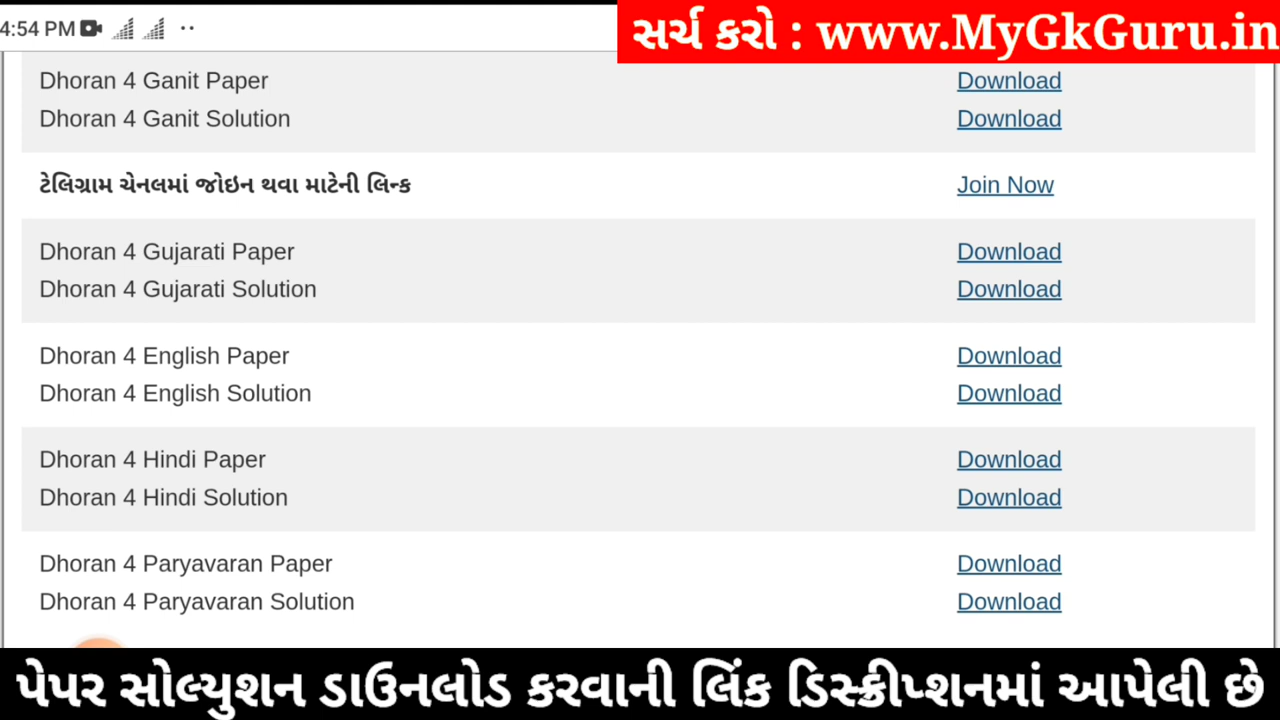 4:54 PM
સર્ચ કરો : www.MyGkGuru.in
Dhoran 4 Ganit Paper Download
Dhoran 4 Ganit Solution Download
ટેલિગ્રામ ચેનલમાં જોઇન થવા માટેની લિન્ક Join Now
Dhoran 4 Gujarati Paper Download
Dhoran 4 Gujarati Solution Download
Dhoran 4 English Paper Download
Dhoran 4 English Solution Download
Dhoran 4 Hindi Paper Download
Dhoran 4 Hindi Solution Download
Dhoran 4 Paryavaran Paper Download
Dhoran 4 Paryavaran Solution Download
પેપર સોલ્યુશન ડાઉનલોડ કરવાની લિંક ડિસ્ક્રીપ્શનમાં આપેલી છે